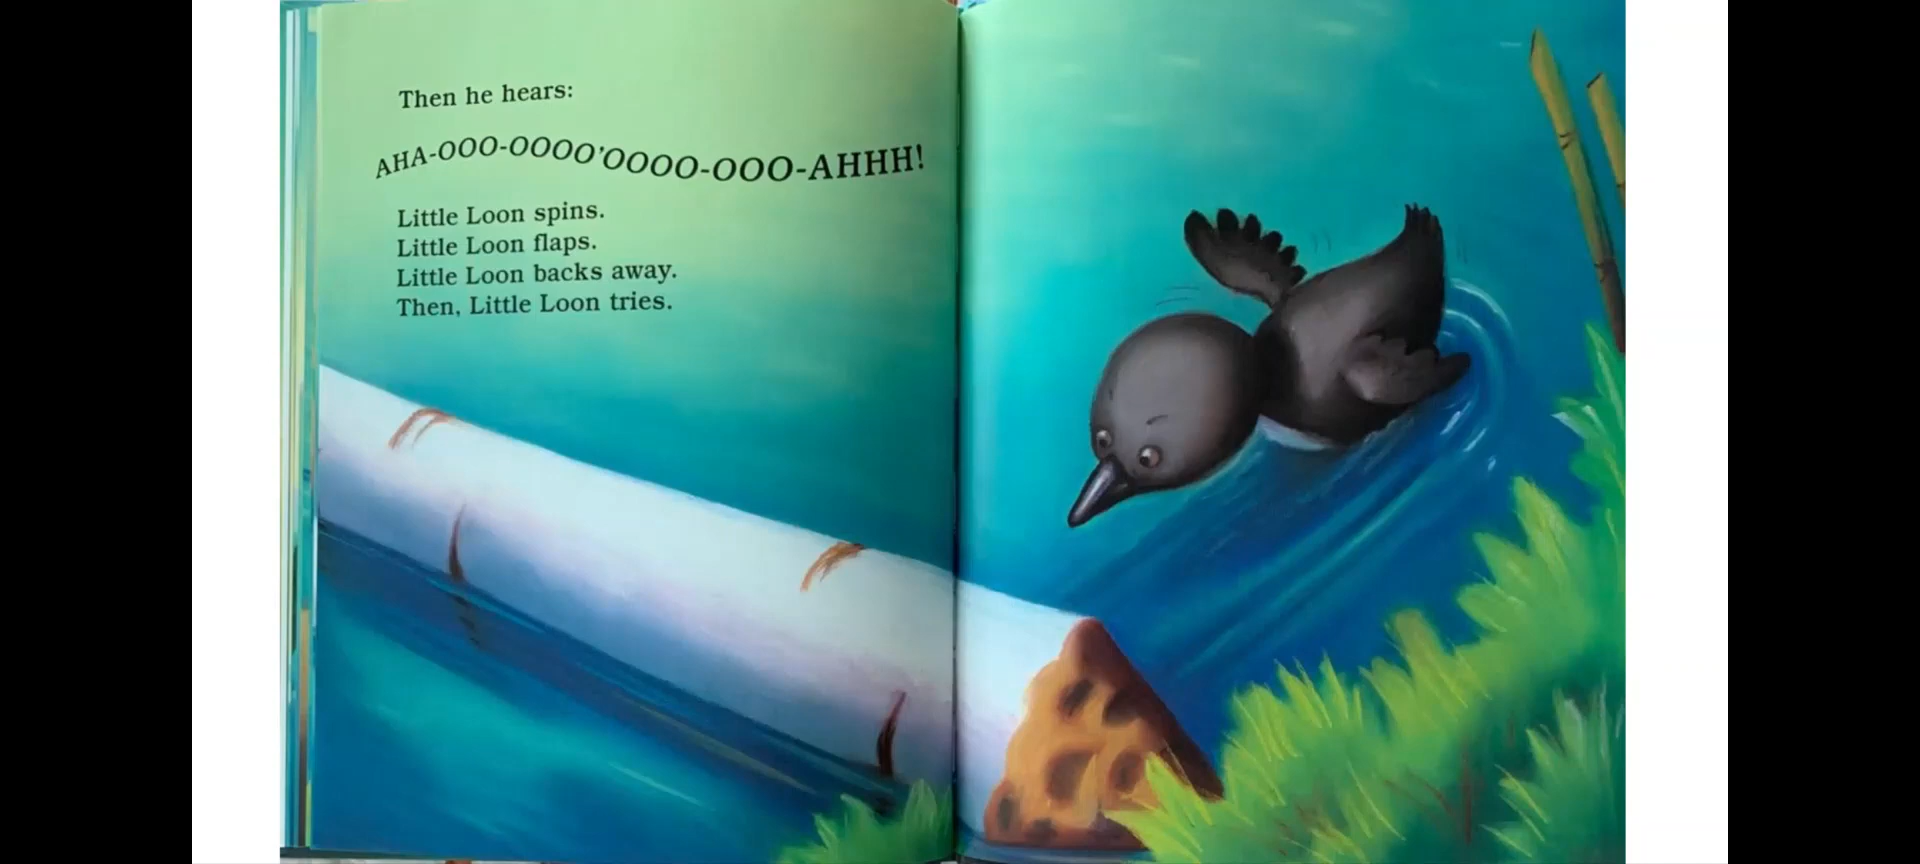 Then he hears:
AHA-OOO-OOOO'OOOO-OOO-AHHH!
Little Loon spins.
Little Loon flaps.
Little Loon backs away.
Then, Little Loon tries.